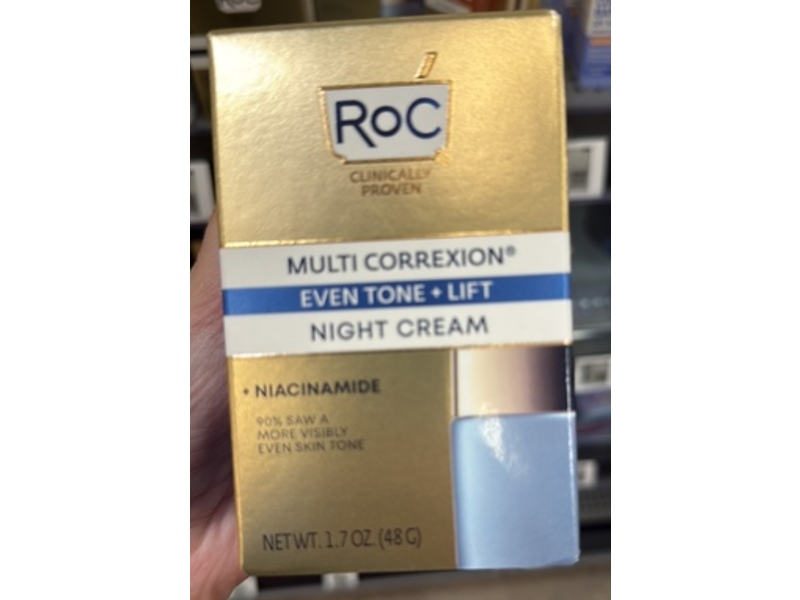 RoC
CLINICALLY
PROVEN
MULTI CORREXION®
EVEN TONE + LIFT
NIGHT CREAM
+ NIACINAMIDE
90% SAW A
MORE VISIBLY
EVEN SKIN TONE
NET WT. 1.7 OZ. (48 G)